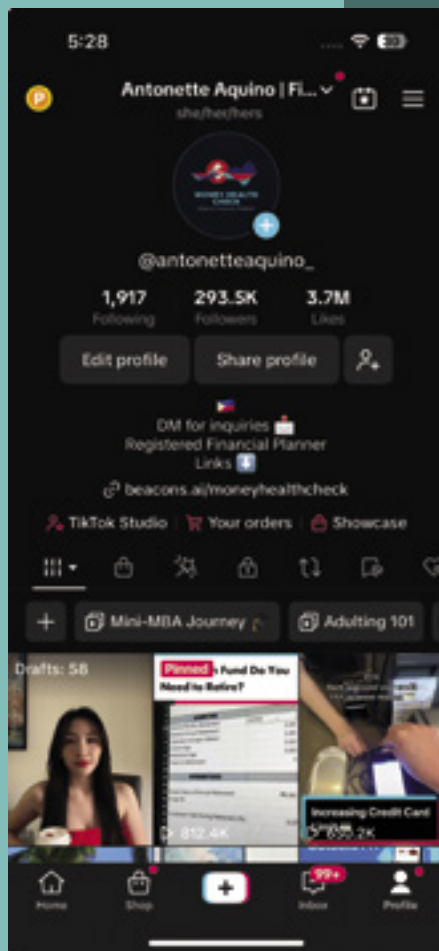 5:28
Antonette Aquino | Fi...
she/her/hers
MONEY HEALTH
CHECK
@antonetteaquino_
1,917 293.5K 3.7M
Following Followers Likes
Edit profile Share profile
DM for inquiries
Registered Financial Planner
Links
beacons.ai/moneyhealthcheck
TikTok Studio Your orders Showcase
Mini-MBA Journey Adulting 101
Drafts: 58
Pinned Fund Do You
Need to Retire?
Increasing Credit Card
812.4K
Home Shop Inbox Profile
99+